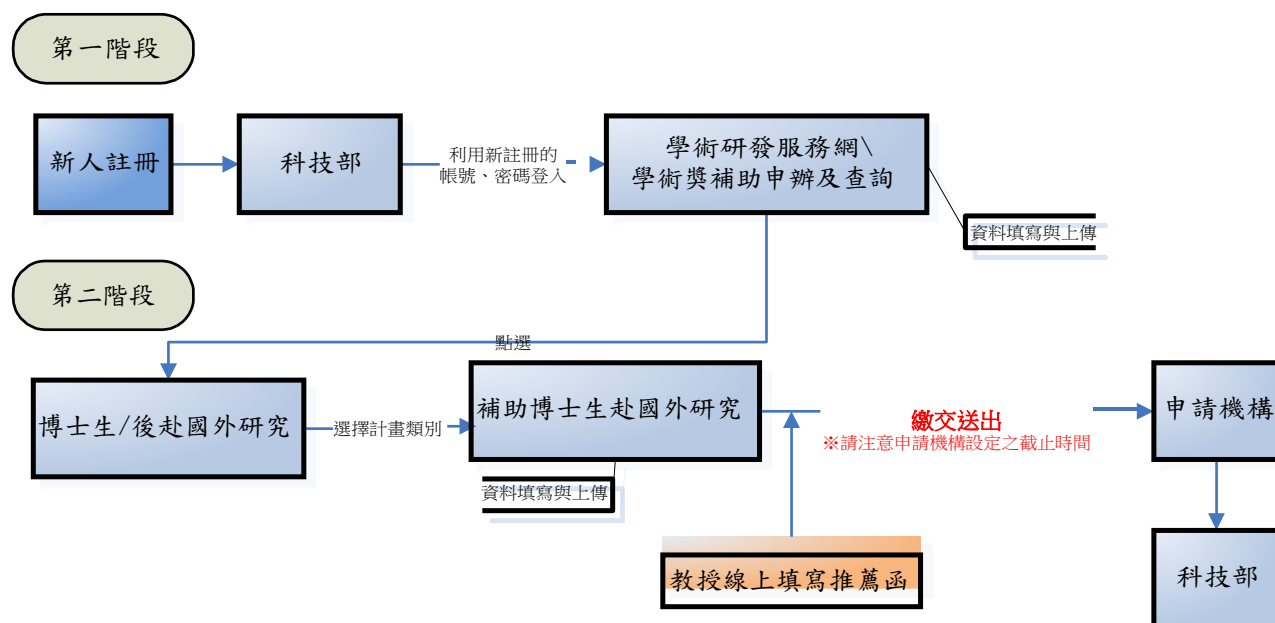 第一階段
新人註冊
科技部
利用新註冊的
帳號、密碼登入
學術研發服務網\
學術獎補助申辦及查詢
資料填寫與上傳
第二階段
點選
博士生/後赴國外研究
選擇計畫類別
補助博士生赴國外研究
資料填寫與上傳
繳交送出
※請注意申請機構設定之截止時間
申請機構
教授線上填寫推薦函
科技部